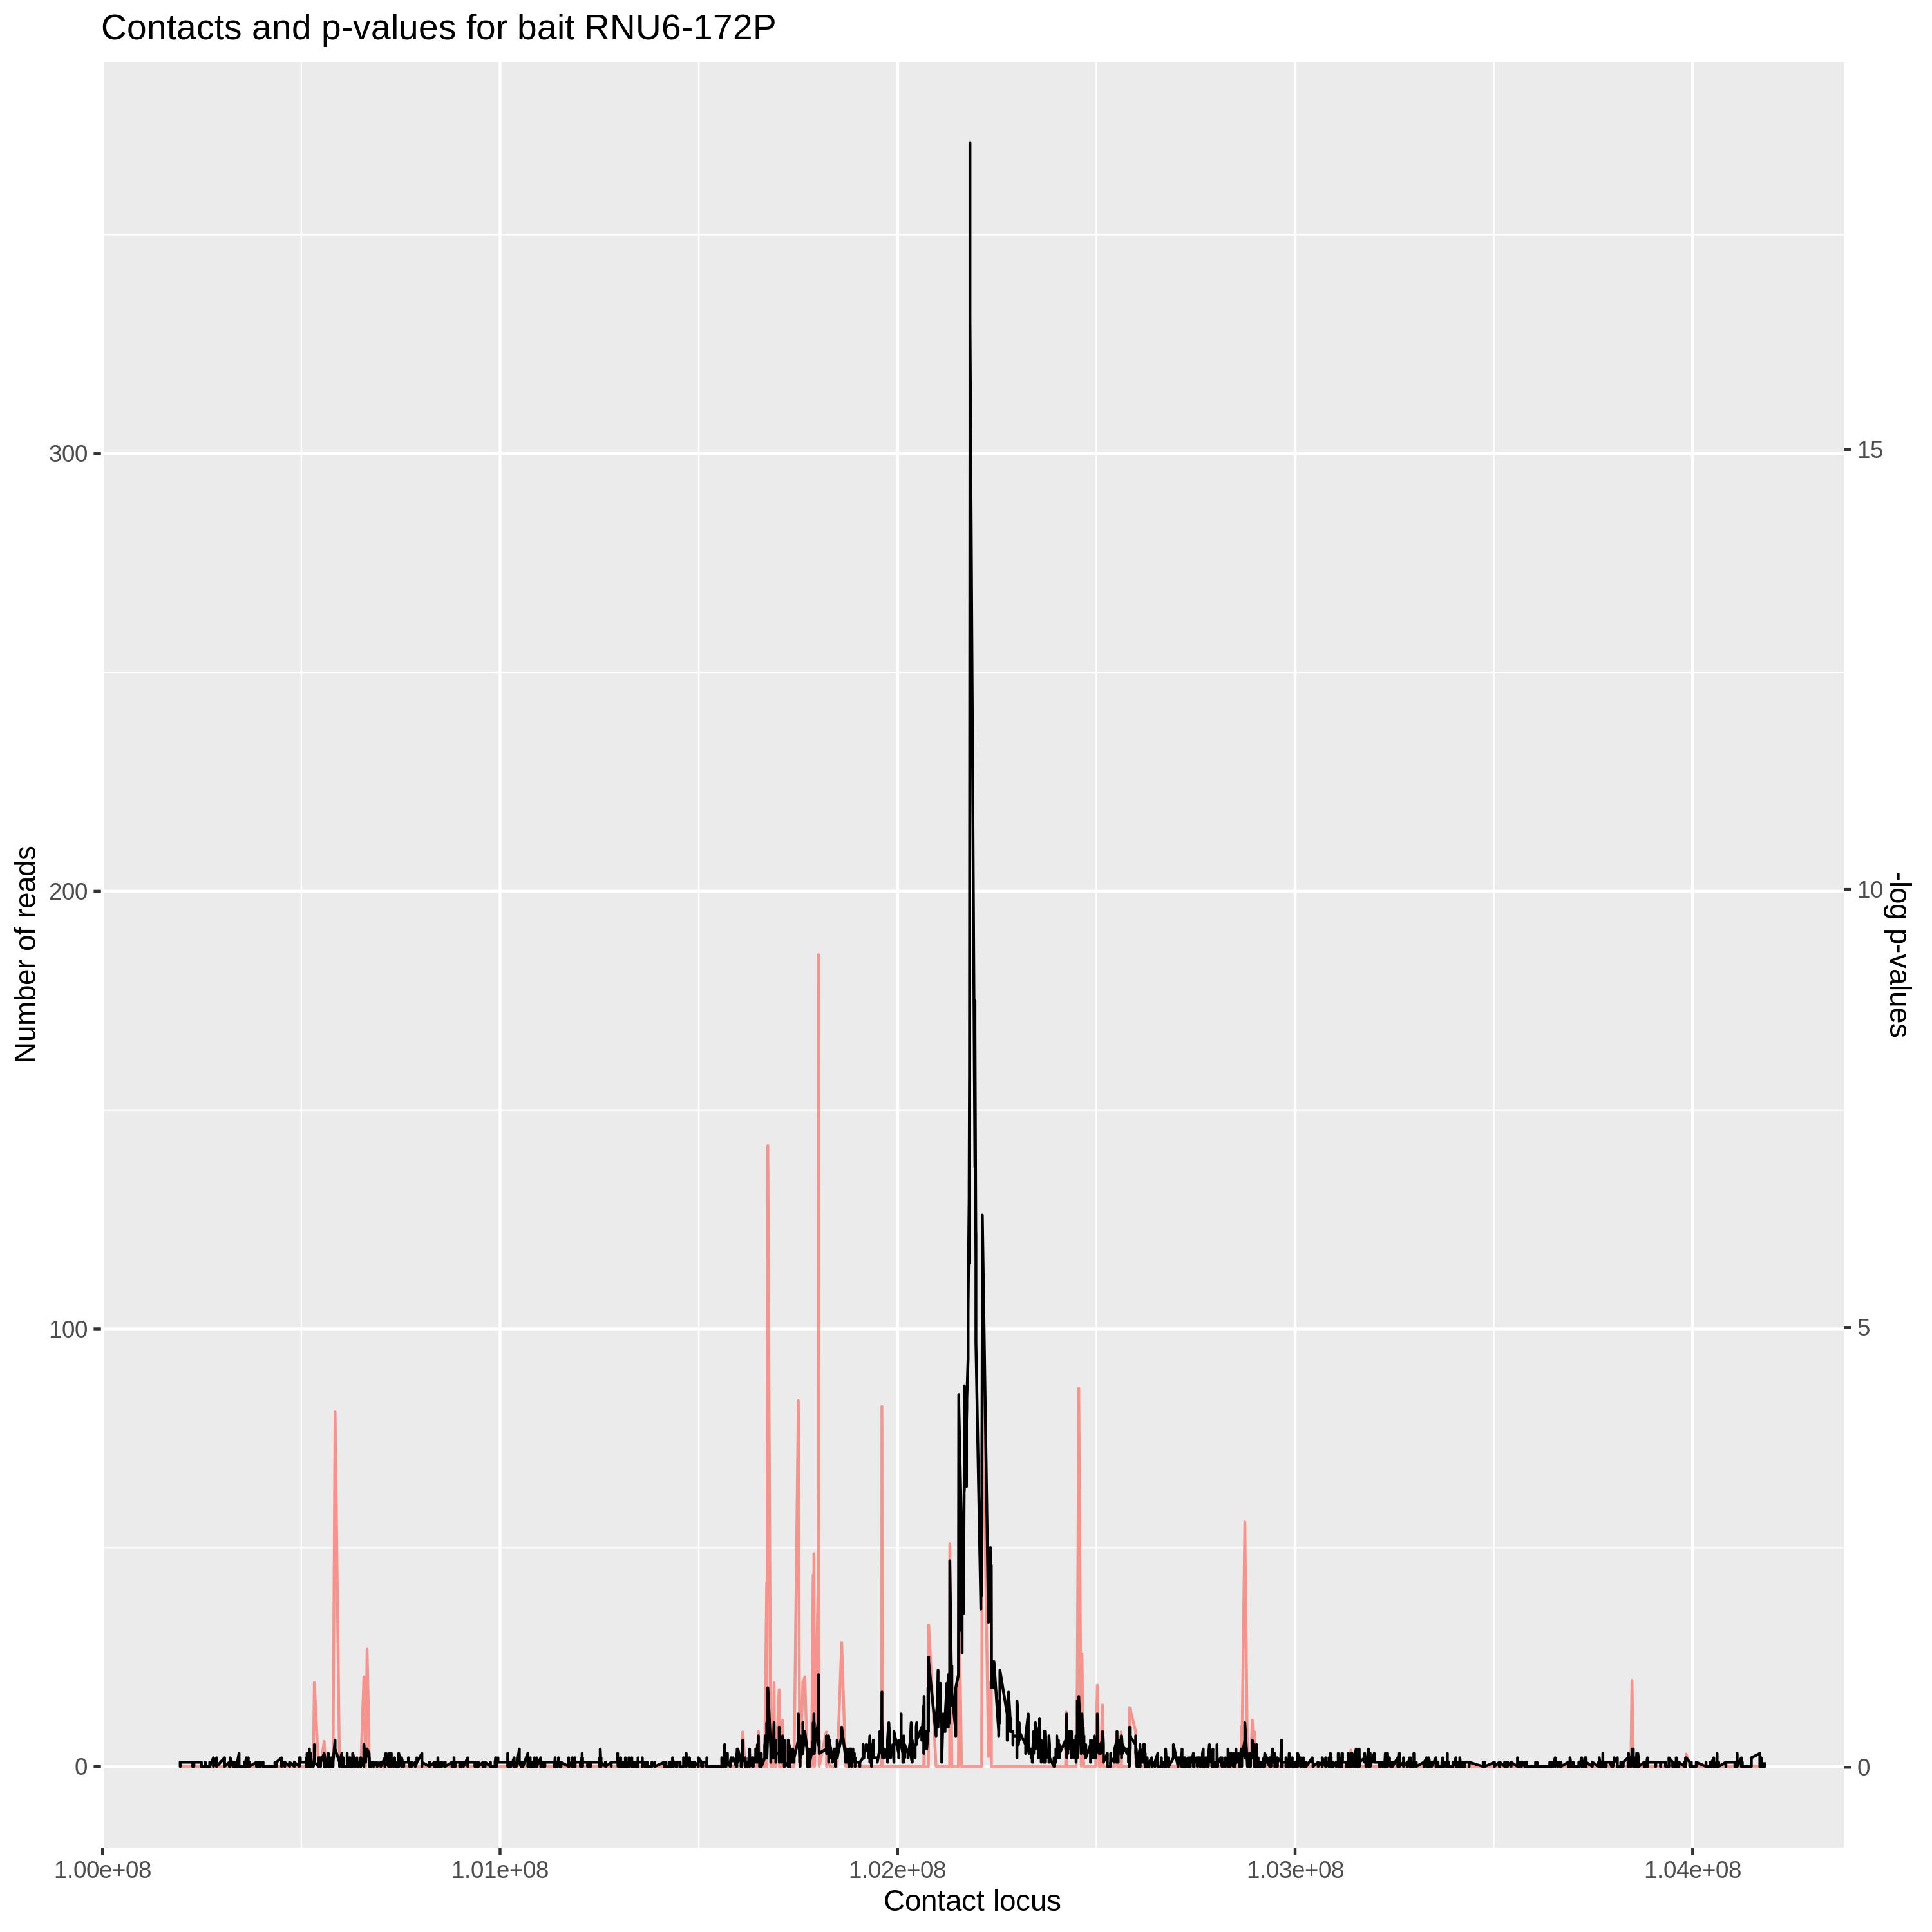 Contacts and p-values for bait RNU6-172P
Number of reads
300
200
100
0
15
10
5
0
-log p-values
1.00e+08 1.01e+08 1.02e+08 1.03e+08 1.04e+08
Contact locus